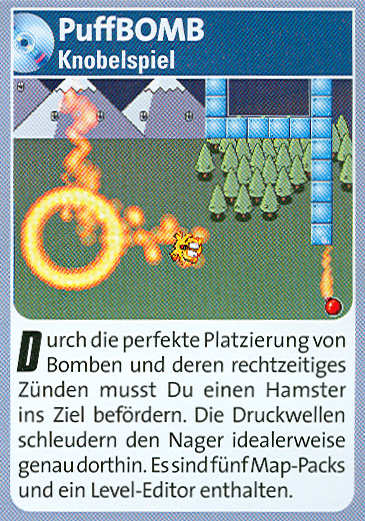 PuffBOMB
Knobelspiel
Durch die perfekte Platzierung von
Bomben und deren rechtzeitiges
Zünden musst Du einen Hamster
ins Ziel befördern. Die Druckwellen
schleudern den Nager idealerweise
genau dorthin. Es sind fünf Map-Packs
und ein Level-Editor enthalten.